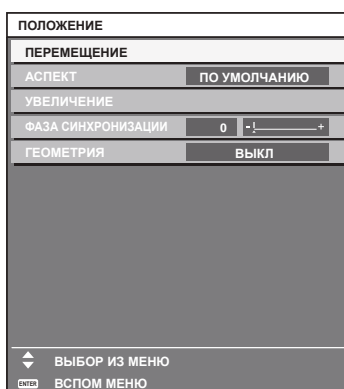 ПОЛОЖЕНИЕ
ПЕРЕМЕЩЕНИЕ
АСПЕКТ ПО УМОЛЧАНИЮ
УВЕЛИЧЕНИЕ
ФАЗА СИНХРОНИЗАЦИИ 0 - +
ГЕОМЕТРИЯ ВЫКЛ
ВЫБОР ИЗ МЕНЮ
ENTER ВСПОМ МЕНЮ